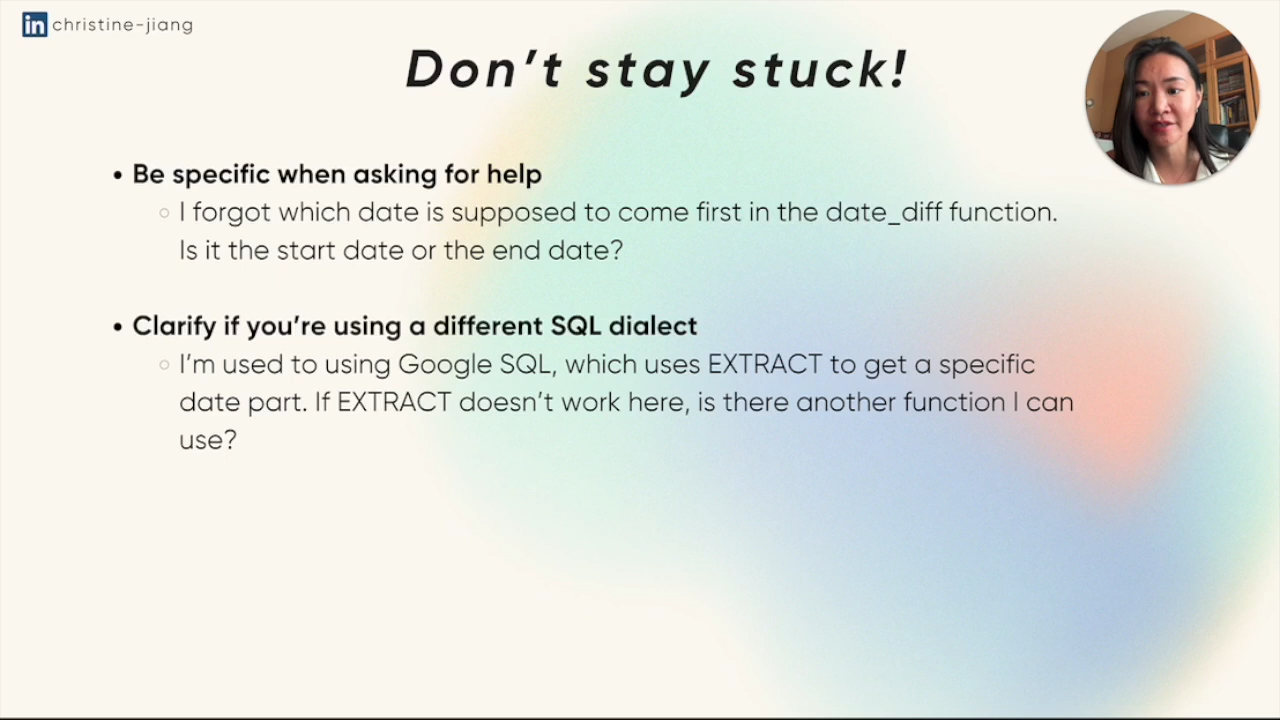 in christine-jiang
Don’t stay stuck!
• Be specific when asking for help
○ I forgot which date is supposed to come first in the date_diff function.
Is it the start date or the end date?
• Clarify if you’re using a different SQL dialect
○ I’m used to using Google SQL, which uses EXTRACT to get a specific
date part. If EXTRACT doesn’t work here, is there another function I can
use?